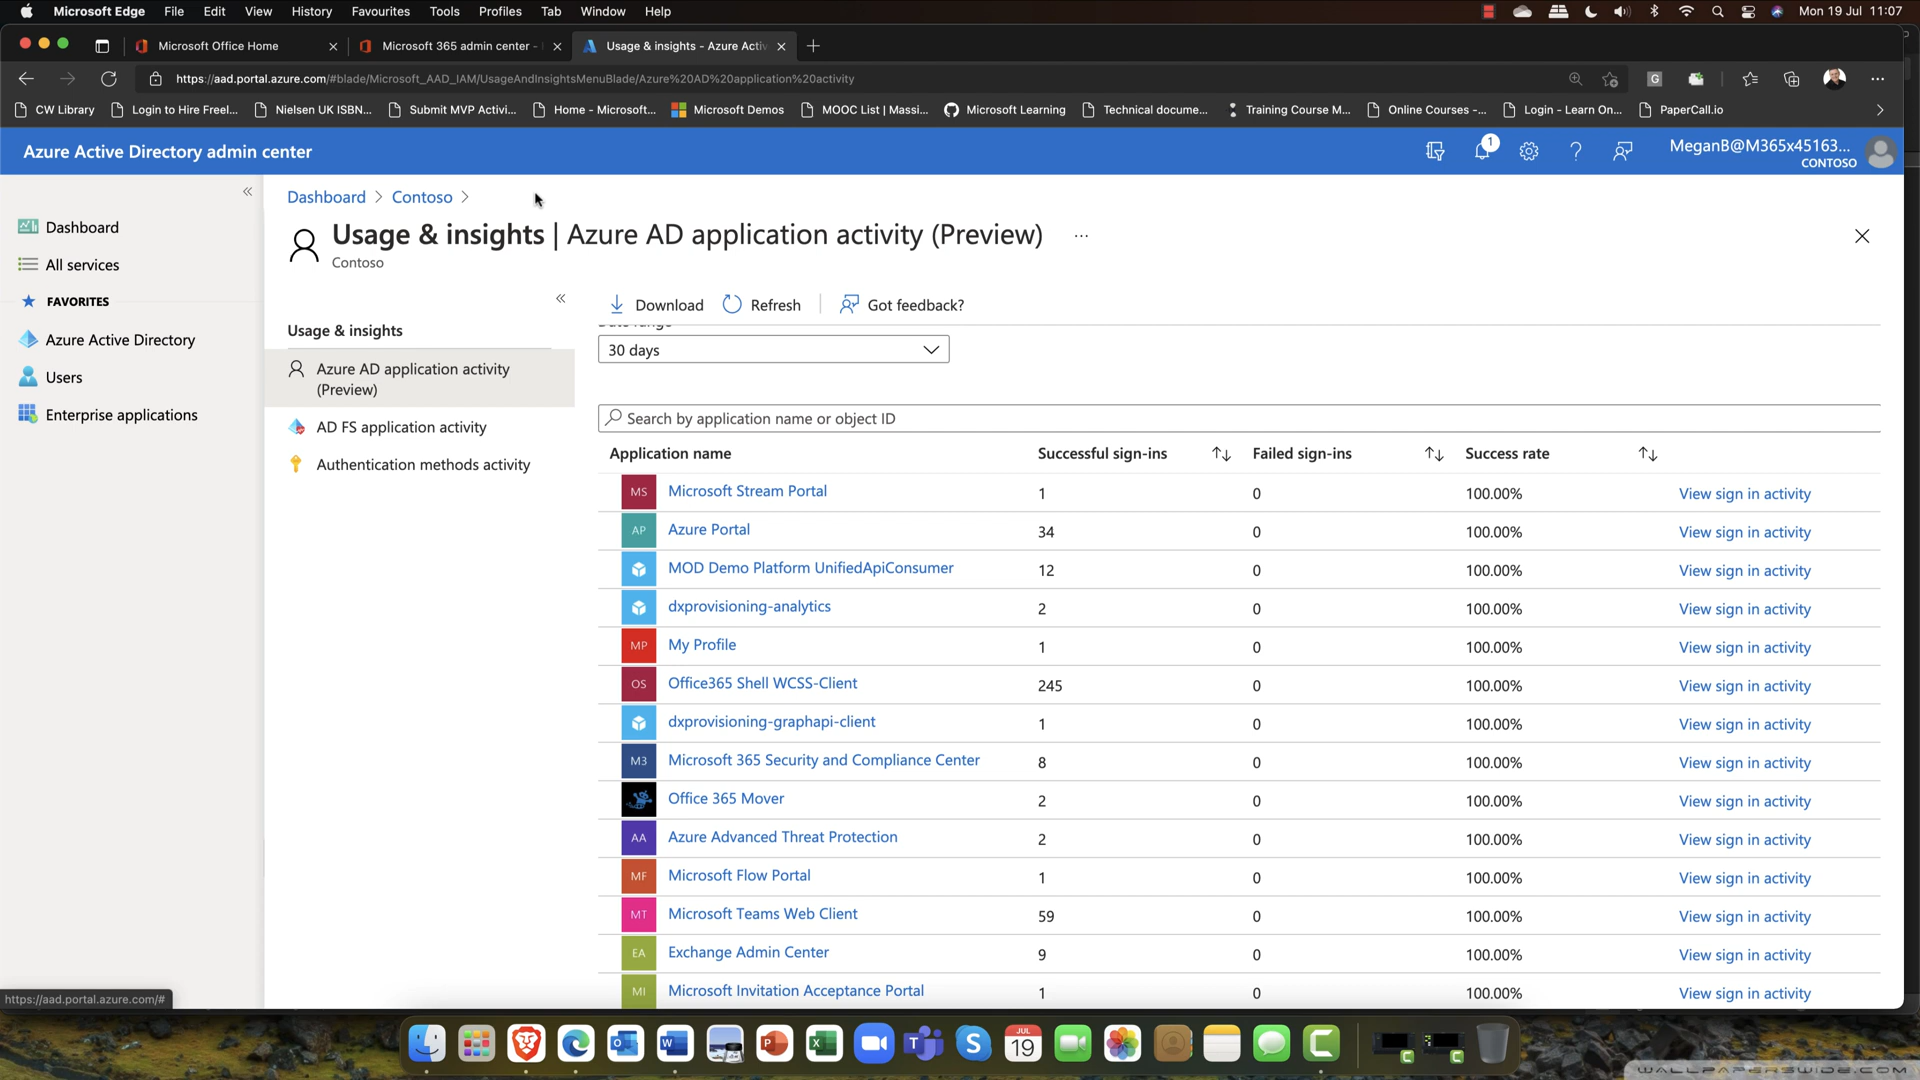 Microsoft Edge File Edit View History Favourites Tools Profiles Tab Window Help Mon 19 Jul 11:07
Microsoft Office Home
Microsoft 365 admin center -
Usage & insights - Azure Activ
https://aad.portal.azure.com/#blade/Microsoft_AAD_IAM/UsageAndInsightsMenuBlade/Azure%20AD%20application%20activity
CW Library Login to Hire Freel... Nielsen UK ISBN... Submit MVP Activi... Home - Microsoft... Microsoft Demos MOOC List | Massi... Microsoft Learning Technical docume... Training Course M... Online Courses -... Login - Learn On... PaperCall.io
Azure Active Directory admin center
1
MeganB@M365x45163...
CONTOSO
Dashboard
All services
FAVORITES
Azure Active Directory
Users
Enterprise applications
Dashboard > Contoso >
Usage & insights | Azure AD application activity (Preview) ...
Contoso
Usage & insights
Azure AD application activity
(Preview)
AD FS application activity
Authentication methods activity
Download Refresh Got feedback?
Date range
30 days
Search by application name or object ID
Application name Successful sign-ins Failed sign-ins Success rate
MS Microsoft Stream Portal 1 0 100.00% View sign in activity
AP Azure Portal 34 0 100.00% View sign in activity
MOD Demo Platform UnifiedApiConsumer 12 0 100.00% View sign in activity
dxprovisioning-analytics 2 0 100.00% View sign in activity
MP My Profile 1 0 100.00% View sign in activity
OS Office365 Shell WCSS-Client 245 0 100.00% View sign in activity
dxprovisioning-graphapi-client 1 0 100.00% View sign in activity
M3 Microsoft 365 Security and Compliance Center 8 0 100.00% View sign in activity
Office 365 Mover 2 0 100.00% View sign in activity
AA Azure Advanced Threat Protection 2 0 100.00% View sign in activity
MF Microsoft Flow Portal 1 0 100.00% View sign in activity
MT Microsoft Teams Web Client 59 0 100.00% View sign in activity
EA Exchange Admin Center 9 0 100.00% View sign in activity
MI Microsoft Invitation Acceptance Portal 1 0 100.00% View sign in activity
https://aad.portal.azure.com/#
JUL
19
WALLPAPERSWIDE.COM